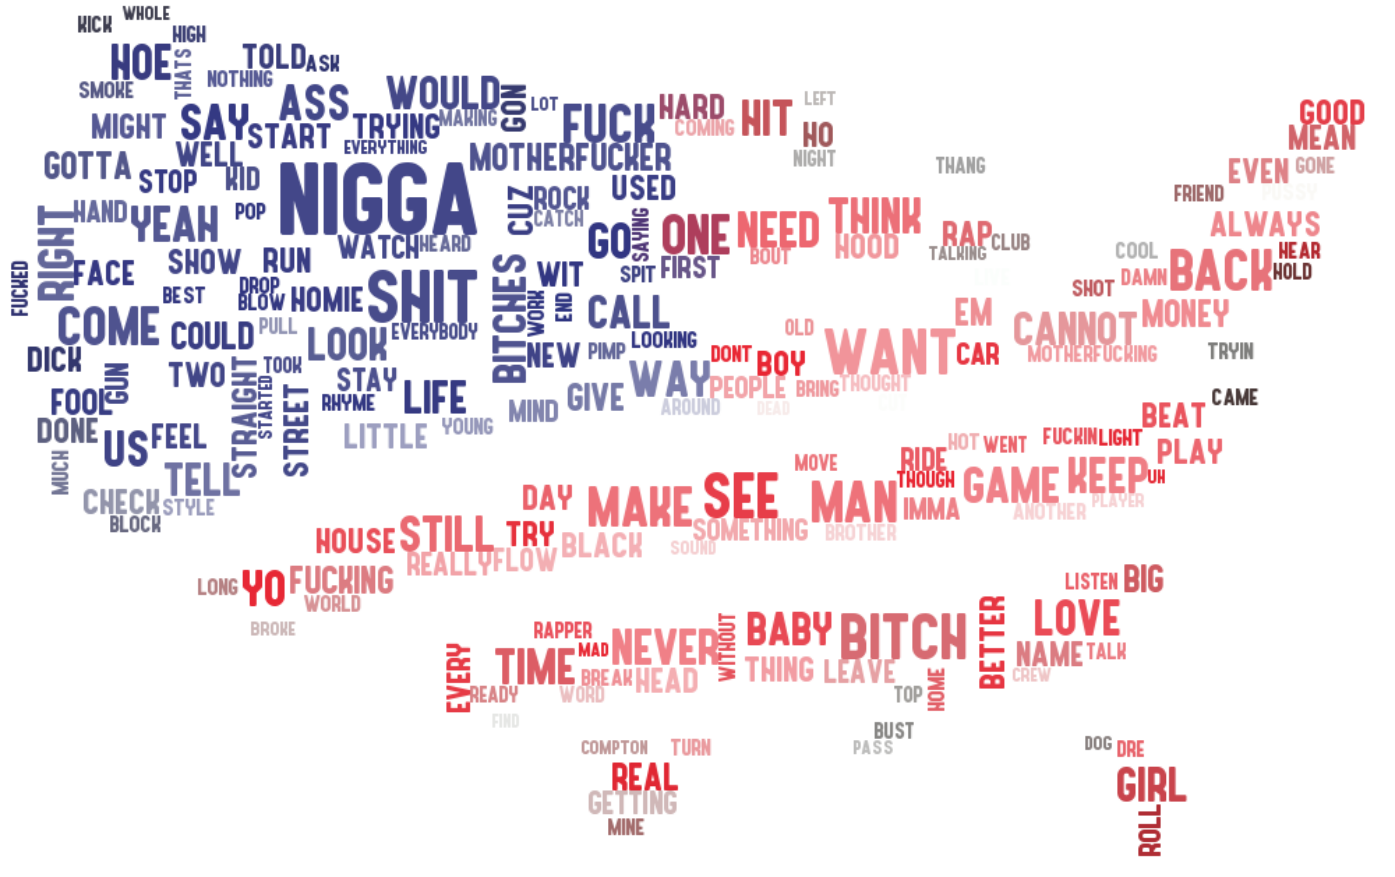 KICK WHOLE
HIGH
HOE THATS TOLD ASK
SMOKE NOTHING
MIGHT SAY ASS WOULD GON LOT FUCK HARD HIT LEFT
START TRYING MAKING COMING HO GOOD
WELL EVERYTHING MOTHERFUCKER NIGHT MEAN
GOTTA STOP KID NIGGA CUZ ROCK USED THANG EVEN GONE
HAND YEAH POP CATCH SAYING ONE NEED THINK FRIEND PUSSY
RIGHT WATCH HEARD GO HOOD RAP CLUB ALWAYS
SHOW RUN BOUT TALKING COOL BACK HEAR
FUCKED FACE DROP SHIT BITCHES WIT SPIT FIRST DAMN HOLD
BEST BLOW HOMIE WORK END CALL EM SHOT MONEY
COME COULD PULL LOOK EVERYBODY LOOKING OLD WANT CANNOT
DICK TWO TOOK NEW PIMP DONT BOY CAR MOTHERFUCKING TRYIN
GUN STRAIGHT STARTED STAY WAY PEOPLE BRING THOUGHT
FOOL STREET RHYME LIFE MIND GIVE AROUND DEAD CAME
DONE US FEEL LITTLE YOUNG BEAT
MUCH TELL HOT WENT FUCKIN LIGHT PLAY
CHECK STYLE MOVE RIDE THOUGH GAME KEEP UH
BLOCK DAY MAKE SEE MAN IMMA ANOTHER PLAYER
HOUSE STILL TRY BLACK SOMETHING BROTHER
REALLY FLOW SOUND
LONG YO FUCKING LISTEN BIG
WORLD
BROKE RAPPER MAD NEVER WITHOUT BABY BITCH BETTER LOVE
EVERY TIME BREAK HEAD THING LEAVE NAME TALK
READY WORD TOP HOME CREW
FIND BUST
COMPTON TURN PASS DOG DRE
REAL GIRL
GETTING
MINE ROLL